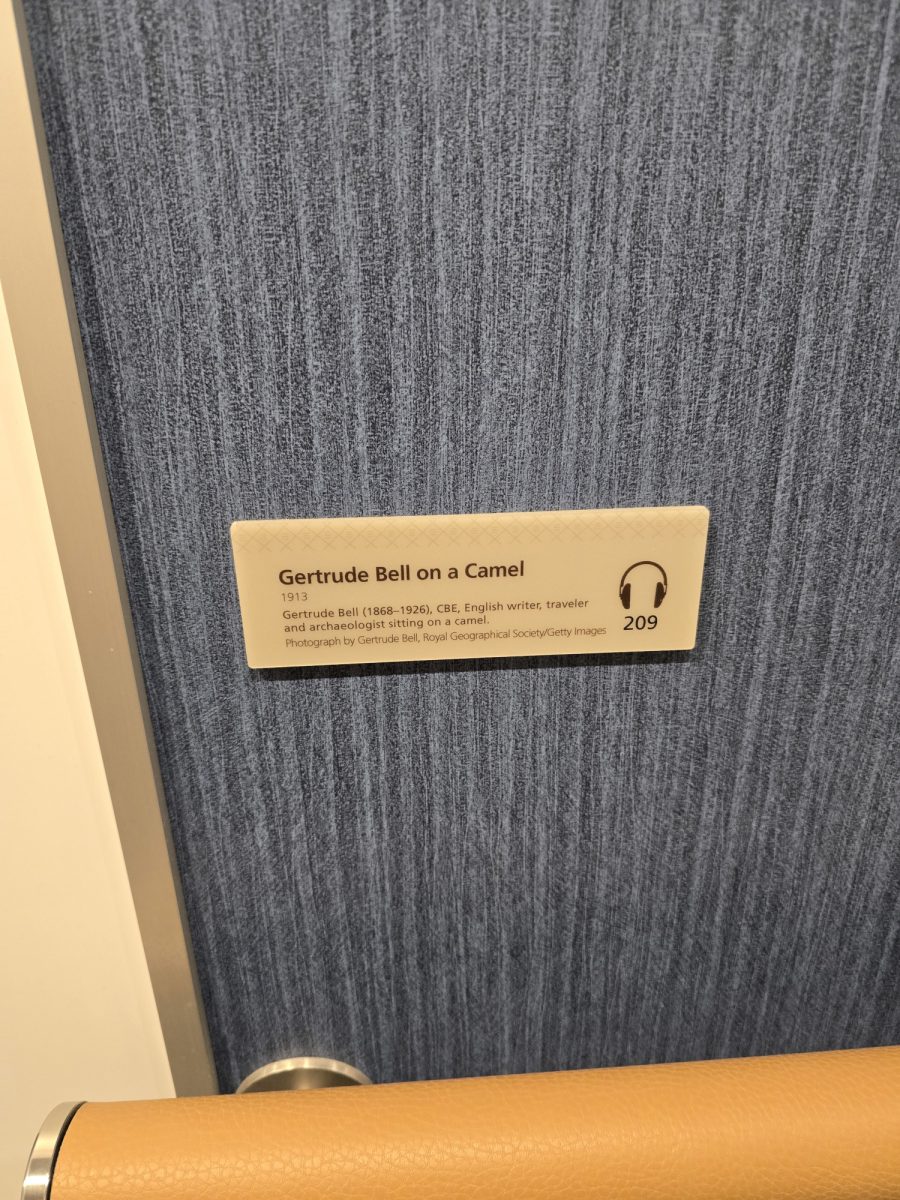 Gertrude Bell on a Camel
1913
Gertrude Bell (1868–1926), CBE, English writer, traveler
and archaeologist sitting on a camel.
Photograph by Gertrude Bell, Royal Geographical Society/Getty Images
209